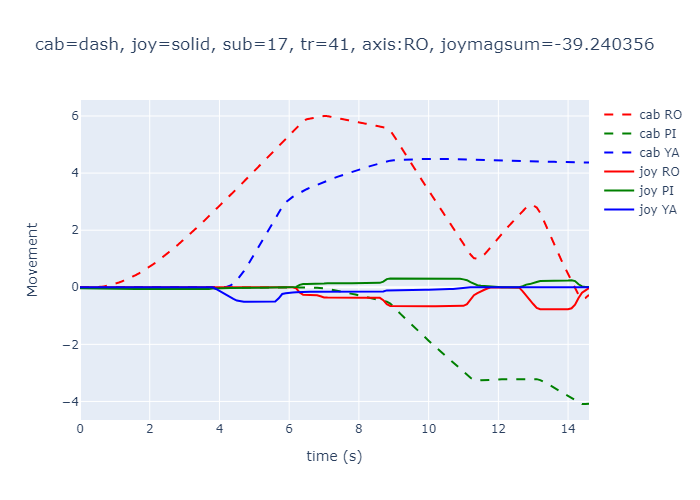 cab=dash, joy=solid, sub=17, tr=41, axis:RO, joymagsum=-39.240356
cab RO
cab PI
cab YA
joy RO
joy PI
joy YA
Movement
6
4
2
0
−2
−4
0
2
4
6
8
10
12
14
time (s)